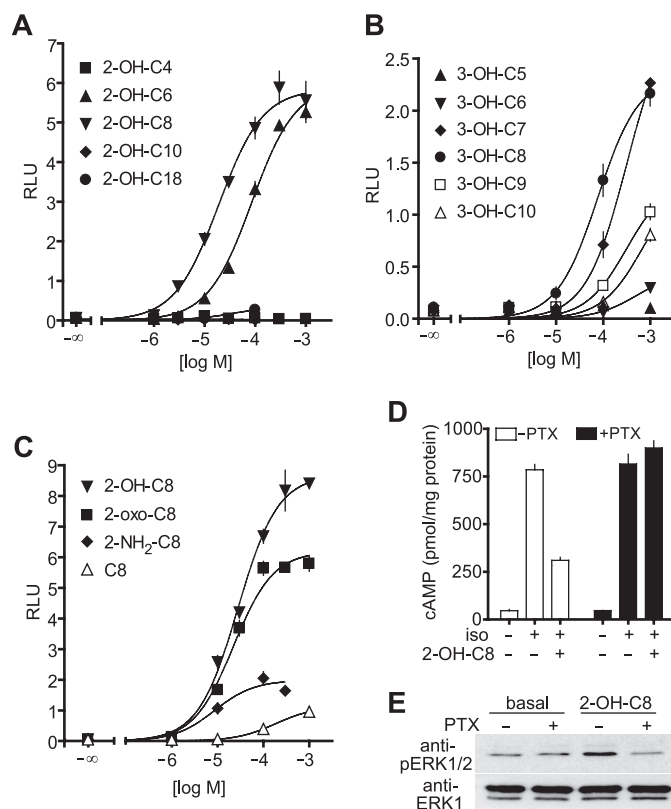 A
2-OH-C4
2-OH-C6
2-OH-C8
2-OH-C10
2-OH-C18
7
6
5
4
3
2
1
0
RLU
–∞ –6 –5 –4 –3
[log M]
B
3-OH-C5
3-OH-C6
3-OH-C7
3-OH-C8
3-OH-C9
3-OH-C10
2.5
2.0
1.5
1.0
0.5
0.0
RLU
–∞ –6 –5 –4 –3
[log M]
C
2-OH-C8
2-oxo-C8
2-NH₂-C8
C8
9
8
7
6
5
4
3
2
1
0
RLU
–∞ –6 –5 –4 –3
[log M]
D
–PTX +PTX
1000
750
500
250
0
cAMP (pmol/mg protein)
iso – + + – + +
2-OH-C8 – – + – – +
E
basal 2-OH-C8
PTX – + – +
anti-
pERK1/2
anti-
ERK1